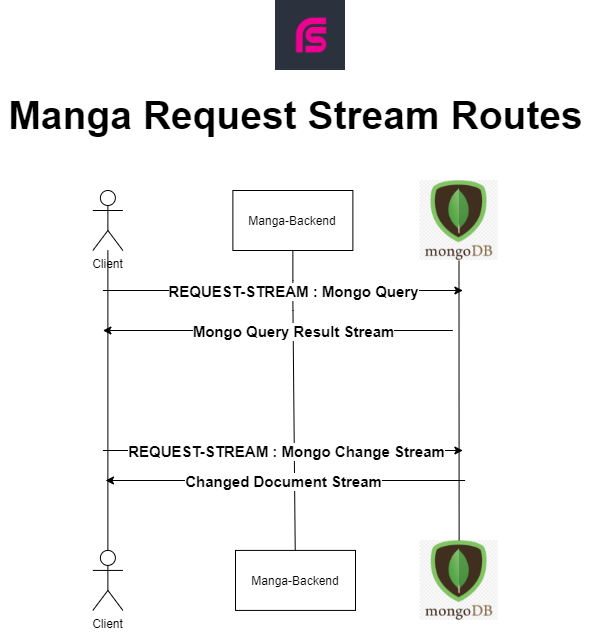 Manga Request Stream Routes
Manga-Backend
mongoDB
Client
REQUEST-STREAM : Mongo Query
Mongo Query Result Stream
REQUEST-STREAM : Mongo Change Stream
Changed Document Stream
Manga-Backend
mongoDB
Client